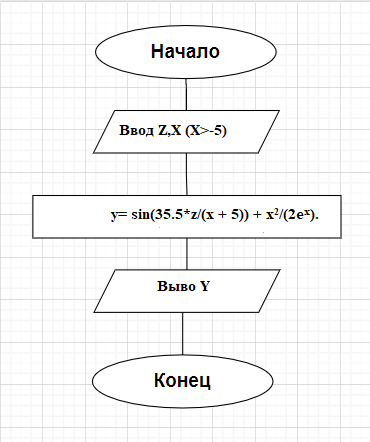 Начало
Ввод Z,X (X>-5)
y= sin(35.5*z/(x + 5)) + x²/(2eˣ).
Выво Y
Конец